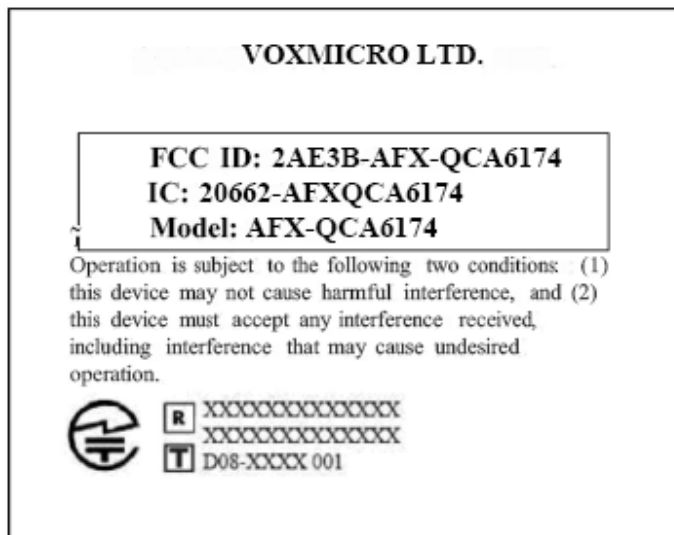 VOXMICRO LTD.
FCC ID: 2AE3B-AFX-QCA6174
IC: 20662-AFXQCA6174
Model: AFX-QCA6174
Operation is subject to the following two conditions: (1)
this device may not cause harmful interference, and (2)
this device must accept any interference received,
including interference that may cause undesired
operation.
R XXXXXXXXXXXXXX
XXXXXXXXXXXXXX
T D08-XXXX 001